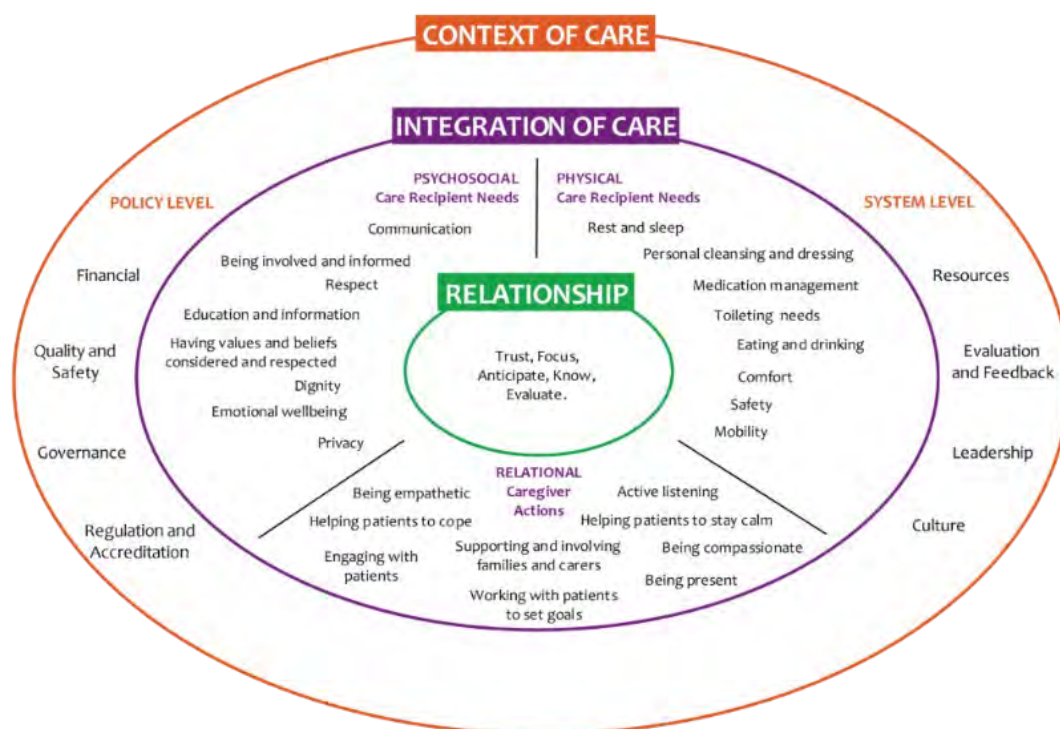 CONTEXT OF CARE
INTEGRATION OF CARE
POLICY LEVEL
Financial
Quality and
Safety
Governance
Regulation and
Accreditation
PSYCHOSOCIAL
Care Recipient Needs
Communication
Being involved and informed
Respect
Education and information
Having values and beliefs
considered and respected
Dignity
Emotional wellbeing
Privacy
PHYSICAL
Care Recipient Needs
Rest and sleep
Personal cleansing and dressing
Medication management
Toileting needs
Eating and drinking
Comfort
Safety
Mobility
RELATIONSHIP
Trust, Focus,
Anticipate, Know,
Evaluate.
RELATIONAL
Caregiver
Actions
Being empathetic
Active listening
Helping patients to cope
Helping patients to stay calm
Engaging with
patients
Supporting and involving
families and carers
Being compassionate
Being present
Working with patients
to set goals
SYSTEM LEVEL
Resources
Evaluation
and Feedback
Leadership
Culture